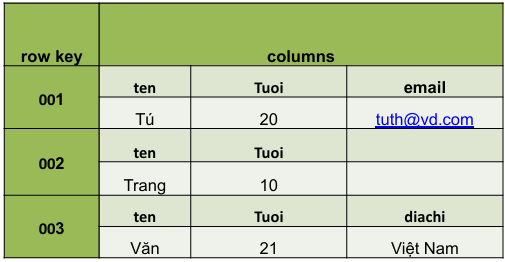 row key columns
001 ten Tuoi email
Tú 20 tuth@vd.com
002 ten Tuoi
Trang 10
003 ten Tuoi diachi
Văn 21 Việt Nam